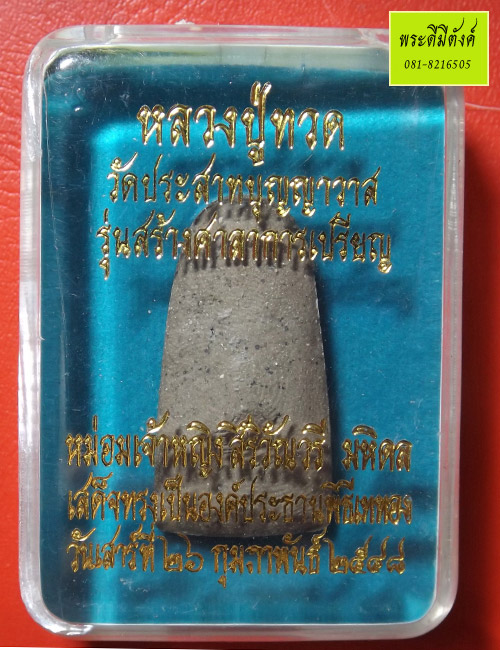 พระดีมีตังค์
081-8216505
หลวงปู่ทวด
วัดประสาทบุญญาวาส
รุ่นสร้างศาลาการเปรียญ
หม่อมเจ้าหญิงสิริวัณวรี มหิดล
เสด็จทรงเป็นองค์ประธานพิธีเททอง
วันเสาร์ที่ ๒๖ กุมภาพันธ์ ๒๕๔๘